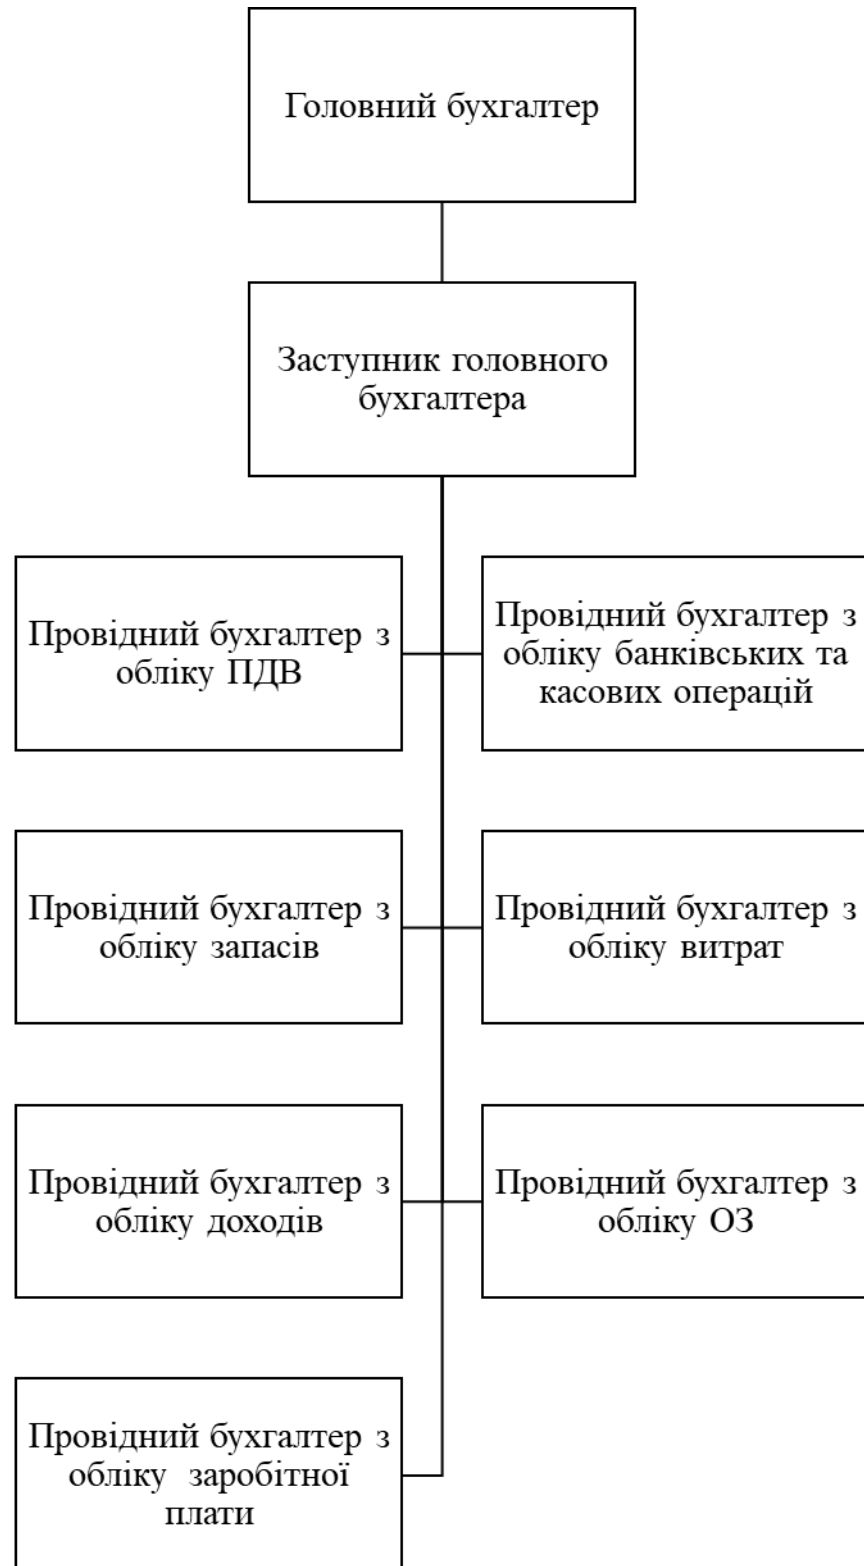 Головний бухгалтер
Заступник головного
бухгалтера
Провідний бухгалтер з
обліку ПДВ
Провідний бухгалтер з
обліку банківських та
касових операцій
Провідний бухгалтер з
обліку запасів
Провідний бухгалтер з
обліку витрат
Провідний бухгалтер з
обліку доходів
Провідний бухгалтер з
обліку ОЗ
Провідний бухгалтер з
обліку заробітної
плати